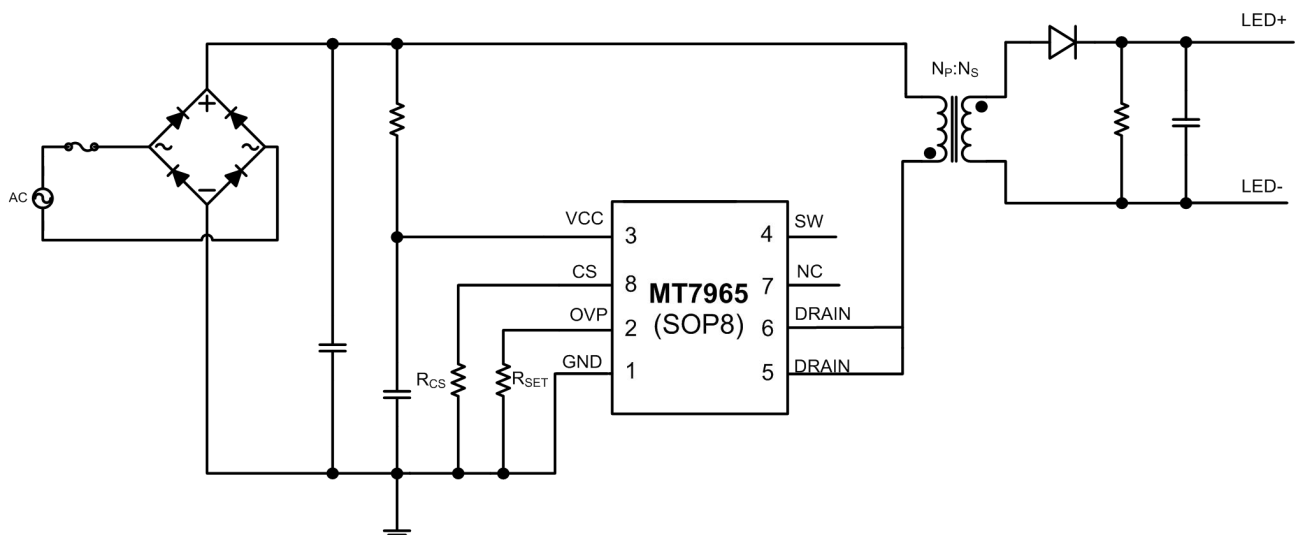 LED+
NP:NS
AC
LED-
VCC
3
4
SW
CS
8
MT7965
7
NC
OVP
2
(SOP8)
6
DRAIN
GND
1
5
DRAIN
RCS
RSET